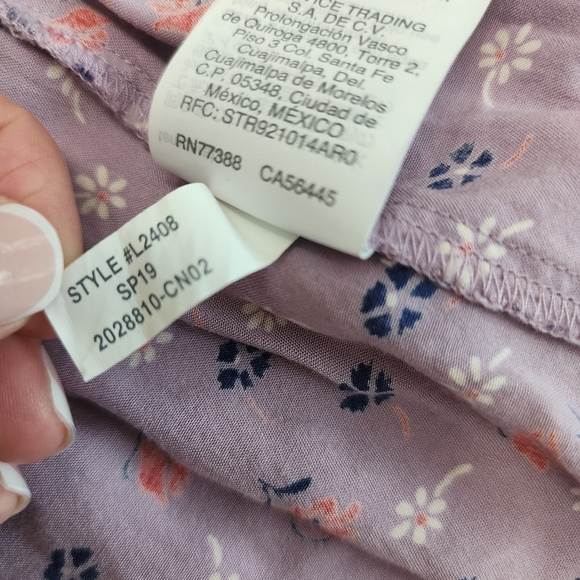 ICE TRADING
S.A. DE C.V.
Prolongación Vasco
de Quiroga 4800, Torre 2,
Piso 3 Col. Santa Fe
Cuajimalpa, Del.
Cuajimalpa de Morelos
C.P. 05348, Ciudad de
México, MEXICO
RFC: STR921014AR0
RN77388 CA56445
STYLE #L2408
SP19
2028810-CN02